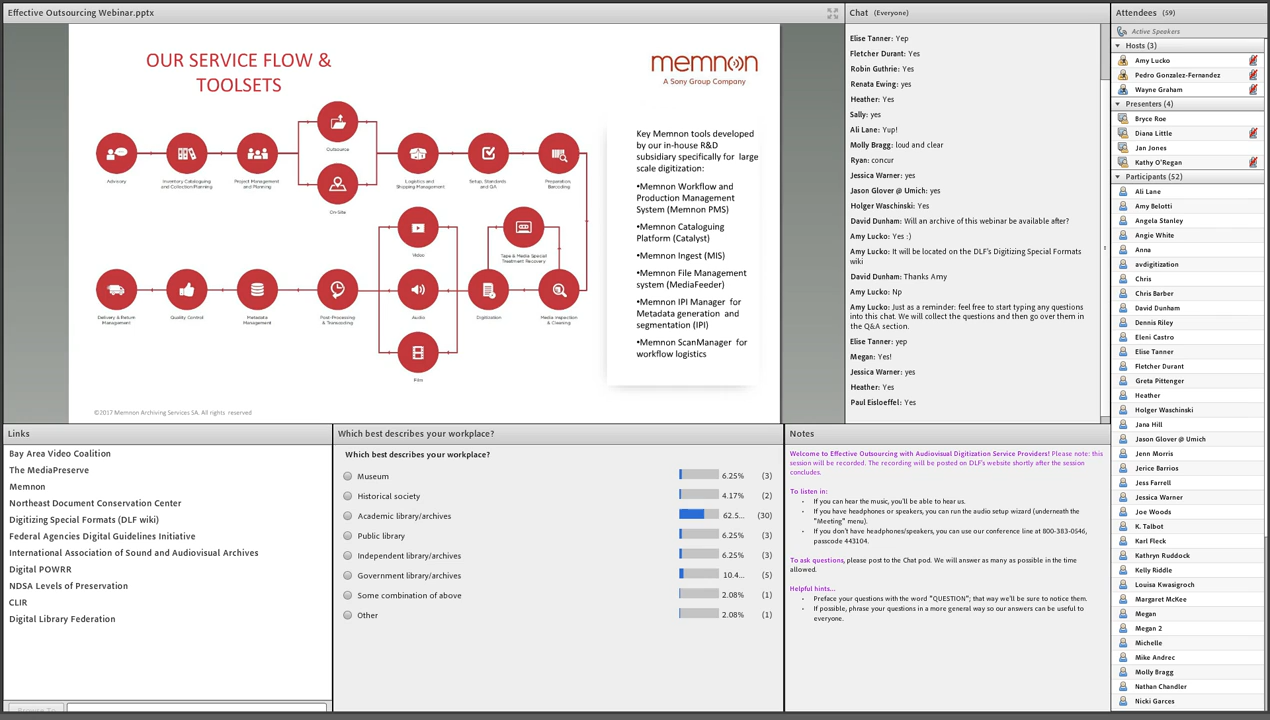 Effective Outsourcing Webinar.pptx
OUR SERVICE FLOW &
TOOLSETS
memnon
A Sony Group Company
Outsource
Advisory
Inventory Cataloguing
and Collection Planning
Project Management
and Planning
On-Site
Logistics and
Shipping Management
Setup, Standards
and QA
Preparation,
Barcoding
Video
Tape & Media Special
Treatment Recovery
Delivery & Return
Management
Quality Control
Metadata
Management
Post-Processing
& Transcoding
Audio
Digitization
Media Inspection
& Cleaning
Film
Key Memnon tools developed
by our in-house R&D
subsidiary specifically for large
scale digitization:
•Memnon Workflow and
Production Management
System (Memnon PMS)
•Memnon Cataloguing
Platform (Catalyst)
•Memnon Ingest (MIS)
•Memnon File Management
system (MediaFeeder)
•Memnon IPI Manager for
Metadata generation and
segmentation (IPI)
•Memnon ScanManager for
workflow logistics
©2017 Memnon Archiving Services SA. All rights reserved
Chat (Everyone)
Elise Tanner: Yep
Fletcher Durant: Yes
Robin Guthrie: Yes
Renata Ewing: yes
Heather: Yes
Sally: yes
Ali Lane: Yup!
Molly Bragg: loud and clear
Ryan: concur
Jessica Warner: yes
Jason Glover @ Umich: yes
Holger Waschinski: Yes
David Dunham: Will an archive of this webinar be available after?
Amy Lucko: Yes :)
Amy Lucko: It will be located on the DLF's Digitizing Special Formats
wiki
David Dunham: Thanks Amy
Amy Lucko: Np
Amy Lucko: Just as a reminder: feel free to start typing any questions
into this chat. We will collect the questions and then go over them in
the Q&A section.
Elise Tanner: yep
Megan: Yes!
Jessica Warner: yes
Heather: Yes
Paul Eisloeffel: Yes
Attendees (59)
Active Speakers
Hosts (3)
Amy Lucko
Pedro Gonzalez-Fernandez
Wayne Graham
Presenters (4)
Bryce Roe
Diana Little
Jan Jones
Kathy O'Regan
Participants (52)
Ali Lane
Amy Belotti
Angela Stanley
Angie White
Anna
avdigitization
Chris
Chris Barber
David Dunham
Dennis Riley
Eleni Castro
Elise Tanner
Fletcher Durant
Greta Pittenger
Heather
Holger Waschinski
Jana Hill
Jason Glover @ Umich
Jenn Morris
Jerice Barrios
Jess Farrell
Jessica Warner
Joe Woods
K. Talbot
Karl Fleck
Kathryn Ruddock
Kelly Riddle
Louisa Kwasigroch
Margaret McKee
Megan
Megan 2
Michelle
Mike Andrec
Molly Bragg
Nathan Chandler
Nicki Garces
Links
Bay Area Video Coalition
The MediaPreserve
Memnon
Northeast Document Conservation Center
Digitizing Special Formats (DLF wiki)
Federal Agencies Digital Guidelines Initiative
International Association of Sound and Audiovisual Archives
Digital POWRR
NDSA Levels of Preservation
CLIR
Digital Library Federation
Which best describes your workplace?
Which best describes your workplace?
Museum 6.25% (3)
Historical society 4.17% (2)
Academic library/archives 62.5... (30)
Public library 6.25% (3)
Independent library/archives 6.25% (3)
Government library/archives 10.4... (5)
Some combination of above 2.08% (1)
Other 2.08% (1)
Notes
Welcome to Effective Outsourcing with Audiovisual Digitization Service Providers! Please note: this
session will be recorded. The recording will be posted on DLF's website shortly after the session
concludes.
To listen in:
• If you can hear the music, you'll be able to hear us.
• If you have headphones or speakers, you can run the audio setup wizard (underneath the
"Meeting" menu).
• If you don't have headphones/speakers, you can use our conference line at 800-383-0546,
passcode 443104.
To ask questions, please post to the Chat pod. We will answer as many as possible in the time
allowed.
Helpful hints...
• Preface your questions with the word "QUESTION"; that way we'll be sure to notice them.
• If possible, phrase your questions in a more general way so our answers can be useful to
everyone.